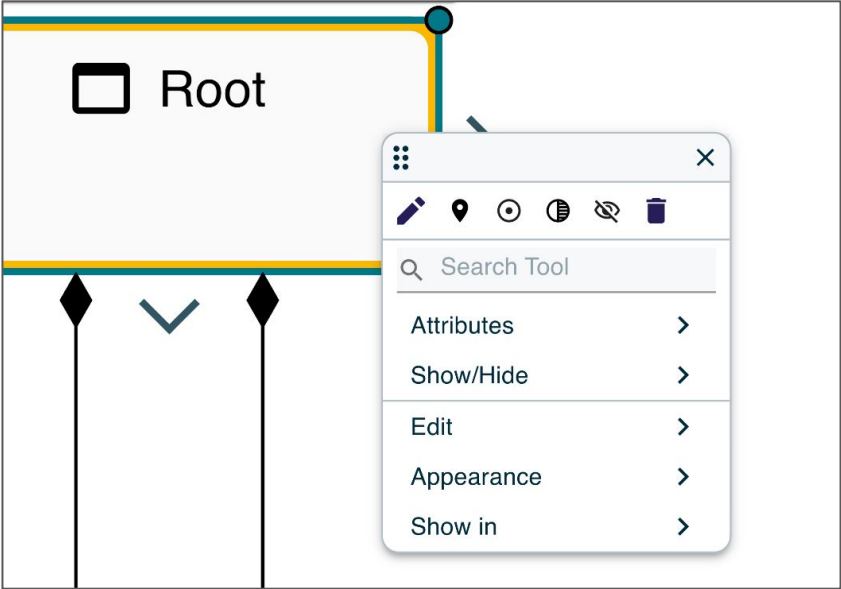 Root
Search Tool
Attributes
Show/Hide
Edit
Appearance
Show in